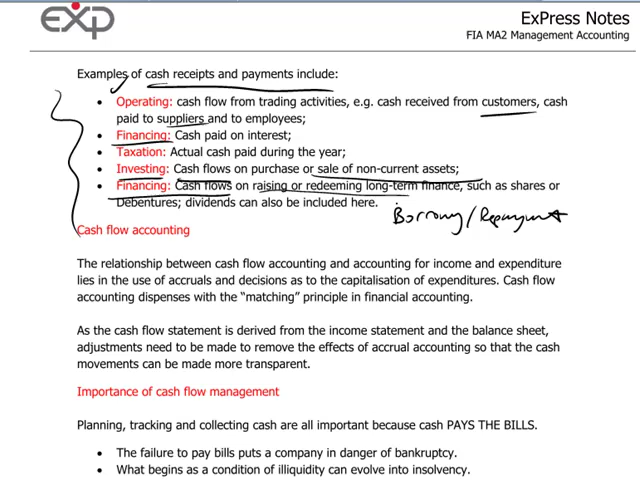 exp
ExPress Notes
FIA MA2 Management Accounting
Examples of cash receipts and payments include:
• Operating: cash flow from trading activities, e.g. cash received from customers, cash
paid to suppliers and to employees;
• Financing: Cash paid on interest;
• Taxation: Actual cash paid during the year;
• Investing: Cash flows on purchase or sale of non-current assets;
• Financing: Cash flows on raising or redeeming long-term finance, such as shares or
Debentures; dividends can also be included here.
Borrowing/Repayment
Cash flow accounting
The relationship between cash flow accounting and accounting for income and expenditure
lies in the use of accruals and decisions as to the capitalisation of expenditures. Cash flow
accounting dispenses with the “matching” principle in financial accounting.
As the cash flow statement is derived from the income statement and the balance sheet,
adjustments need to be made to remove the effects of accrual accounting so that the cash
movements can be made more transparent.
Importance of cash flow management
Planning, tracking and collecting cash are all important because cash PAYS THE BILLS.
• The failure to pay bills puts a company in danger of bankruptcy.
• What begins as a condition of illiquidity can evolve into insolvency.